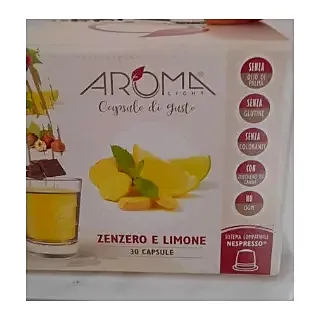 AROMA®
LIGHT
Capsule di Gusto
SENZA
OLIO DI
PALMA
SENZA
GLUTINE
SENZA
COLORANTI
CON
ZUCCHERO DI
CANNA
NO
OGM
ZENZERO E LIMONE
30 CAPSULE
SISTEMA COMPATIBILE
NESPRESSO®